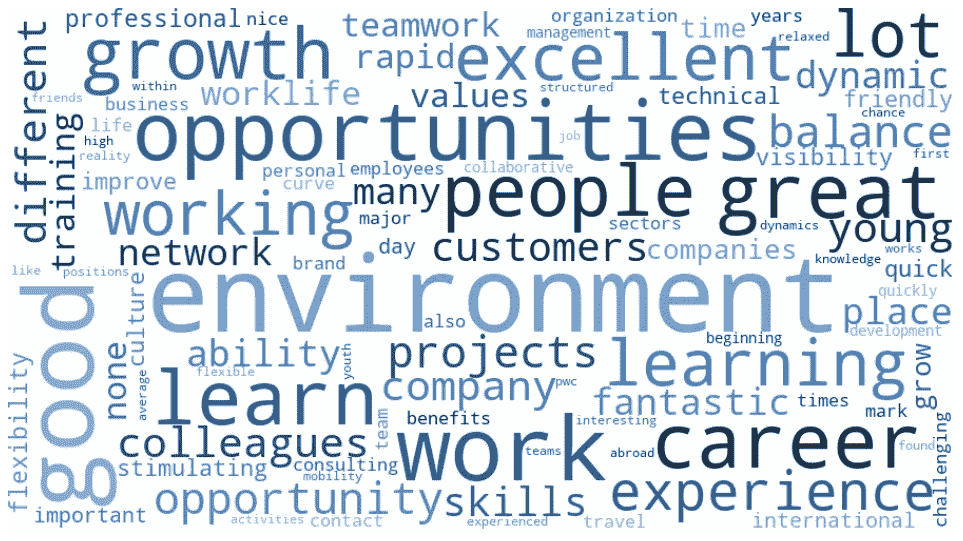 professional
nice
teamwork
organization
management
time
years
relaxed
lot
growth
rapid
excellent
dynamic
different
friends
within
business
worklife
values
structured
technical
friendly
chance
life
high
reality
training
opportunities
job
balance
visibility
first
improve
personal
employees
collaborative
curve
many
people
great
working
major
sectors
dynamics
young
network
day
customers
companies
works
knowledge
quick
like
positions
brand
environment
quickly
place
development
good
culture
also
beginning
none
ability
youth
projects
learning
grow
flexible
average
learn
company
pwc
fantastic
times
mark
flexibility
colleagues
team
benefits
interesting
work
teams
abroad
career
found
challenging
stimulating
consulting
mobility
important
opportunity
skills
experience
activities
contact
experienced
travel
international